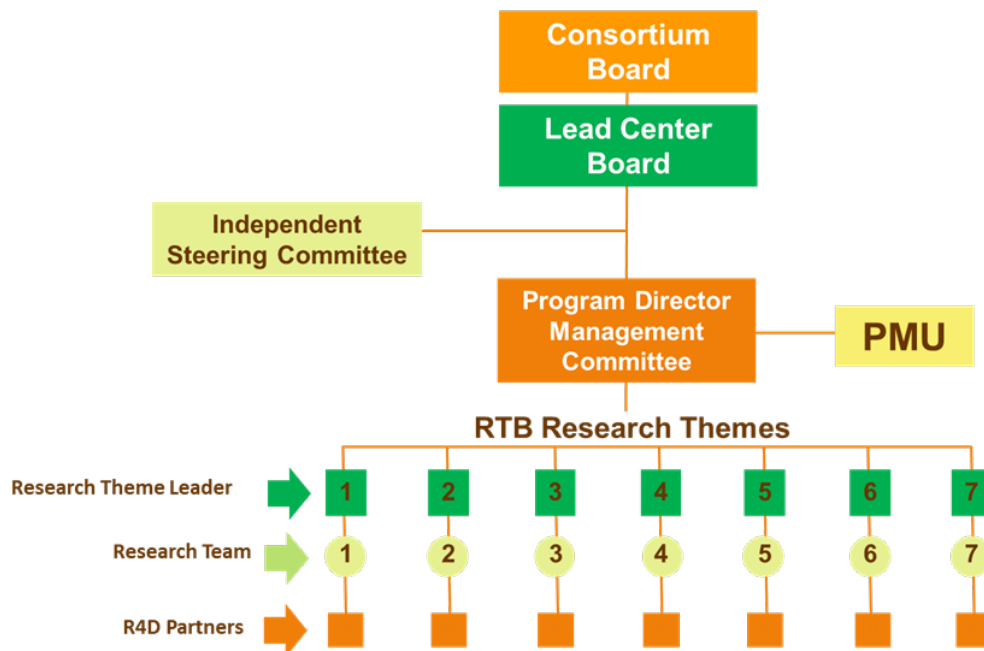 Consortium
Board
Lead Center
Board
Independent
Steering Committee
Program Director
Management
Committee
PMU
RTB Research Themes
Research Theme Leader
1 2 3 4 5 6 7
Research Team
1 2 3 4 5 6 7
R4D Partners